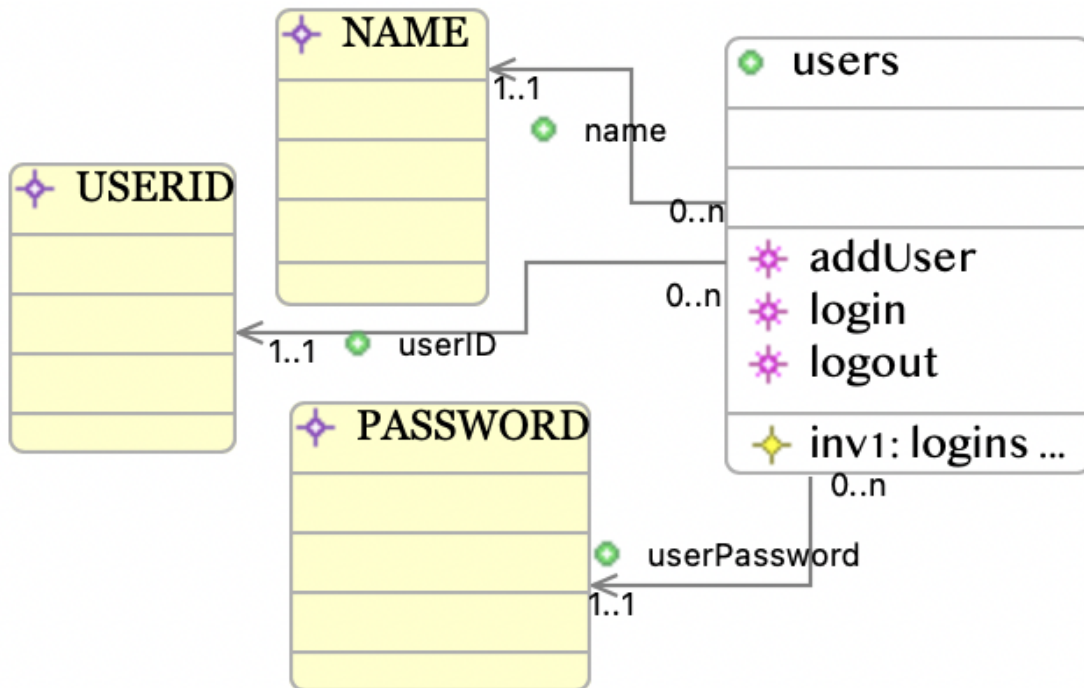 NAME
1..1
name
0..n
users
USERID
1..1
userID
0..n
addUser
login
logout
inv1: logins ...
PASSWORD
0..n
userPassword
1..1